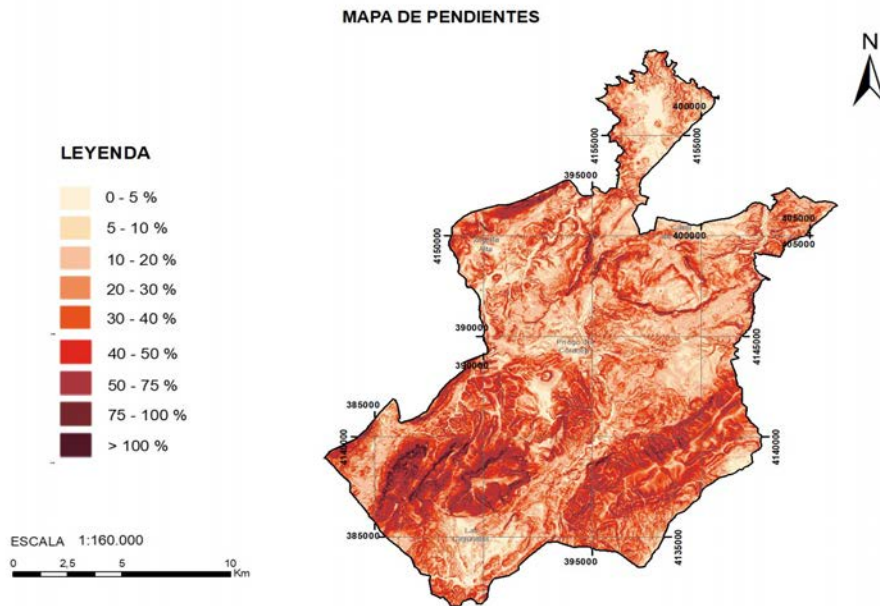 MAPA DE PENDIENTES
N
LEYENDA
0 - 5 %
5 - 10 %
10 - 20 %
20 - 30 %
30 - 40 %
40 - 50 %
50 - 75 %
75 - 100 %
> 100 %
ESCALA 1:160.000
0 2,5 5 10
Km
400000
4155000
4155000
395000
405000
405000
400000
4150000
Alta
390000
390000
4145000
385000
4140000
4140000
Las
385000
395000
4135000